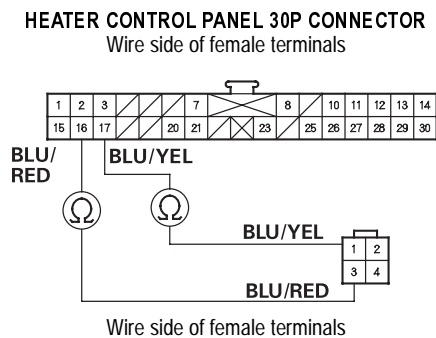 HEATER CONTROL PANEL 30P CONNECTOR
Wire side of female terminals
1 2 3 7 8 10 11 12 13 14
15 16 17 20 21 23 25 26 27 28 29 30
BLU/
RED
BLU/YEL
Ω Ω
BLU/YEL
1 2
3 4
BLU/RED
Wire side of female terminals